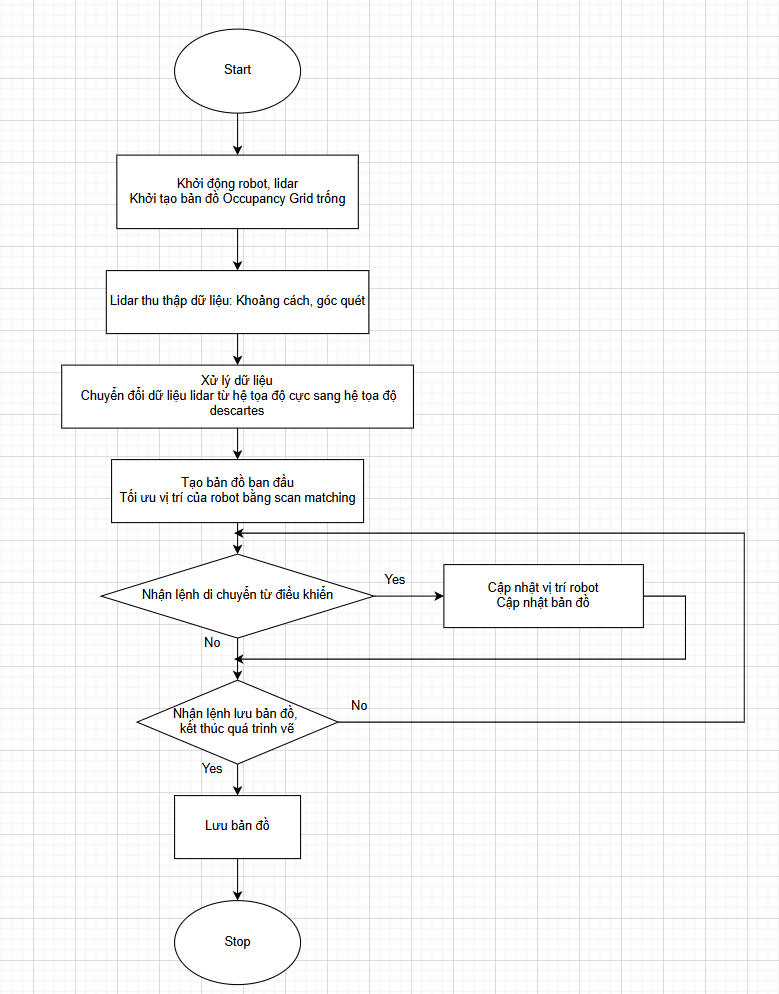 Start
Khởi động robot, lidar
Khởi tạo bản đồ Occupancy Grid trống
Lidar thu thập dữ liệu: Khoảng cách, góc quét
Xử lý dữ liệu
Chuyển đổi dữ liệu lidar từ hệ tọa độ cực sang hệ tọa độ
descartes
Tạo bản đồ ban đầu
Tối ưu vị trí của robot bằng scan matching
Nhận lệnh di chuyển từ điều khiển
Yes
Cập nhật vị trí robot
Cập nhật bản đồ
No
Nhận lệnh lưu bản đồ,
kết thúc quá trình vẽ
No
Yes
Lưu bản đồ
Stop